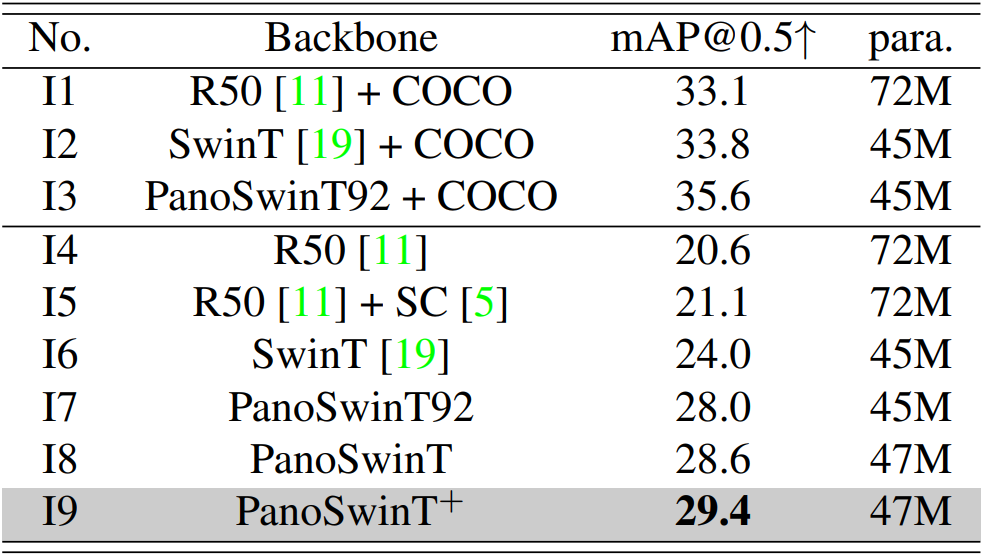 No. Backbone mAP@0.5↑ para.
I1 R50 [11] + COCO 33.1 72M
I2 SwinT [19] + COCO 33.8 45M
I3 PanoSwinT92 + COCO 35.6 45M
I4 R50 [11] 20.6 72M
I5 R50 [11] + SC [5] 21.1 72M
I6 SwinT [19] 24.0 45M
I7 PanoSwinT92 28.0 45M
I8 PanoSwinT 28.6 47M
I9 PanoSwinT+ 29.4 47M